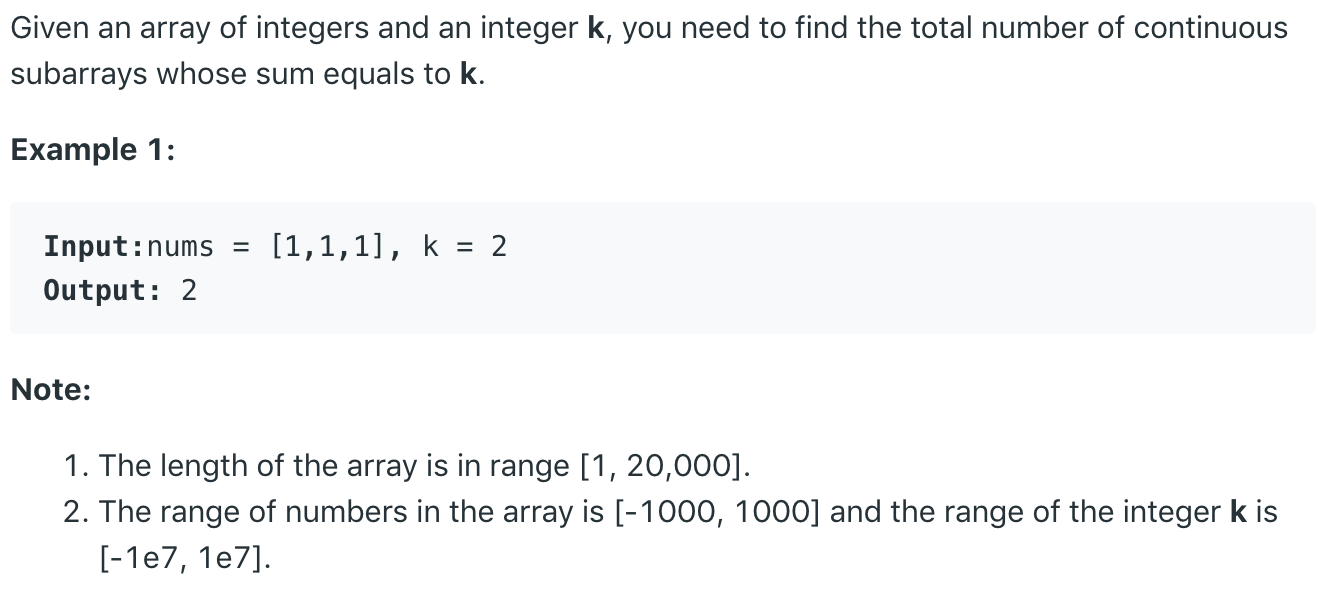 Given an array of integers and an integer k, you need to find the total number of continuous
subarrays whose sum equals to k.
Example 1:
Input:nums = [1,1,1], k = 2
Output: 2
Note:
1. The length of the array is in range [1, 20,000].
2. The range of numbers in the array is [-1000, 1000] and the range of the integer k is
[-1e7, 1e7].